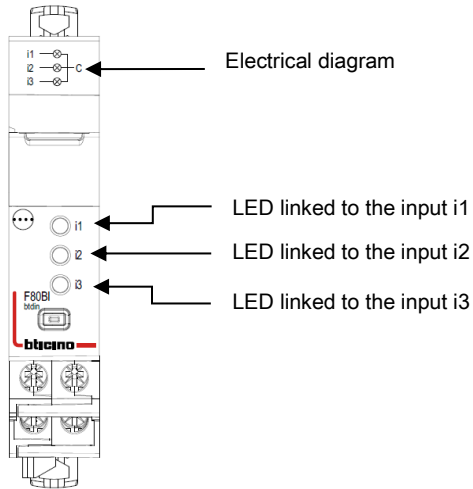 i1
i2 C
i3
Electrical diagram
i1 LED linked to the input i1
i2 LED linked to the input i2
i3 LED linked to the input i3
F80BI
btdin
bticino